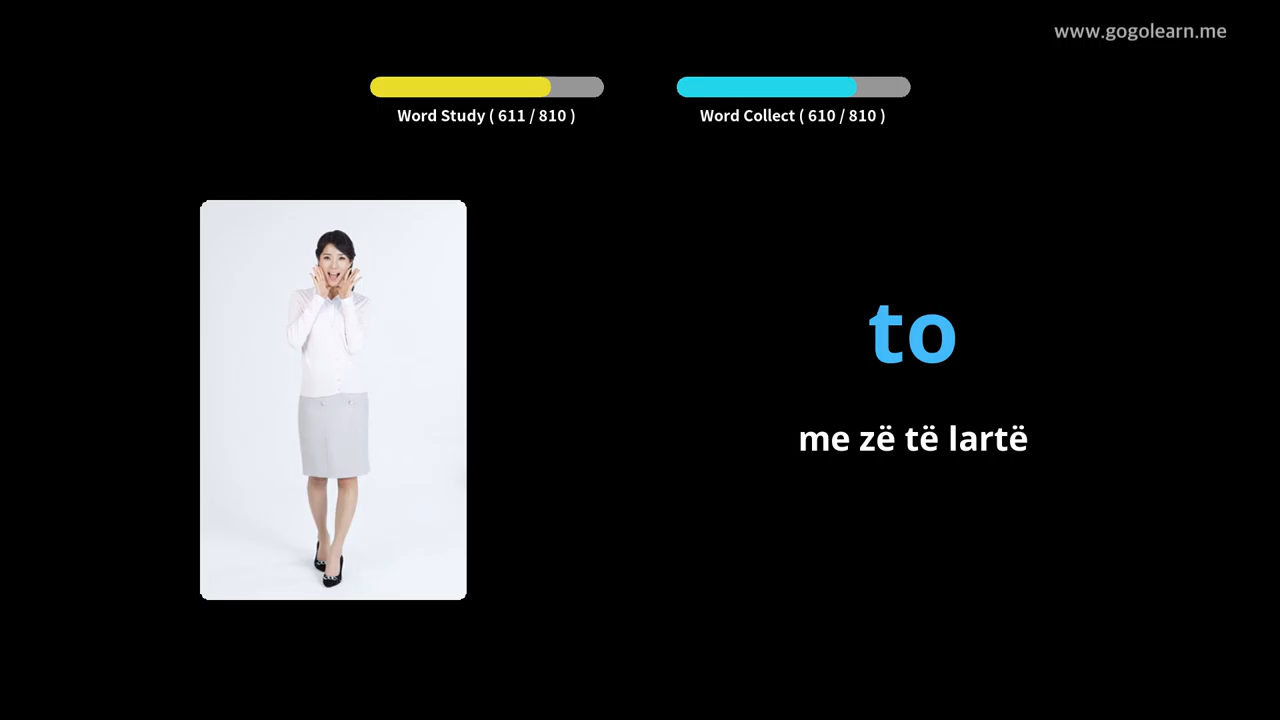 www.gogolearn.me
Word Study ( 611 / 810 )
Word Collect ( 610 / 810 )
to
me zë të lartë